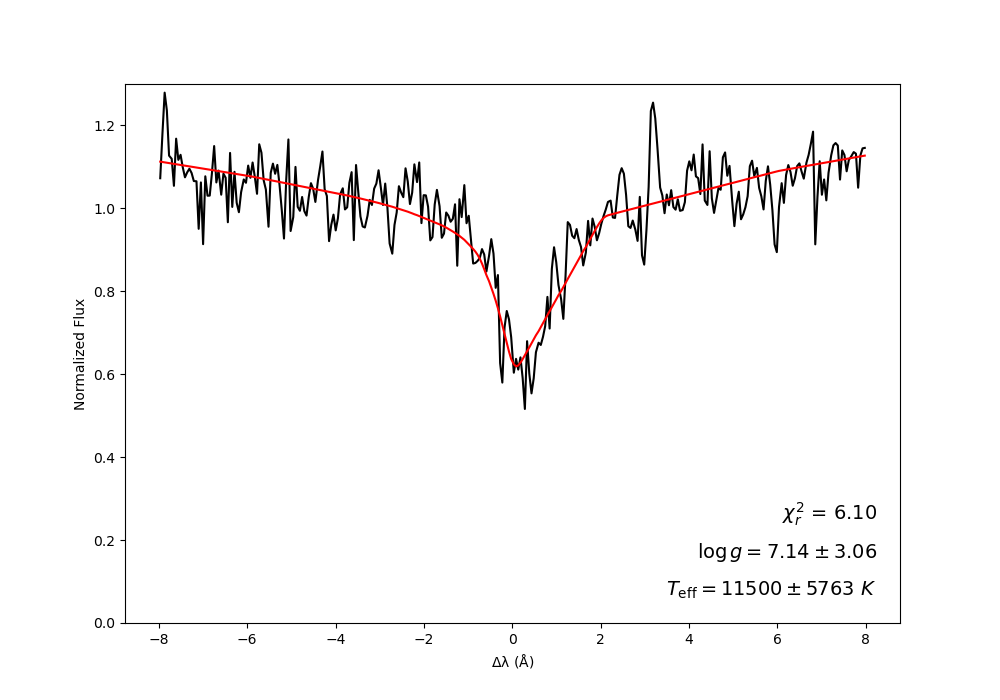 Normalized Flux
1.2
1.0
0.8
0.6
0.4
0.2
0.0
χ²ᵣ = 6.10
log g = 7.14 ± 3.06
T_eff = 11500 ± 5763 K
−8 −6 −4 −2 0 2 4 6 8
Δλ (Å)